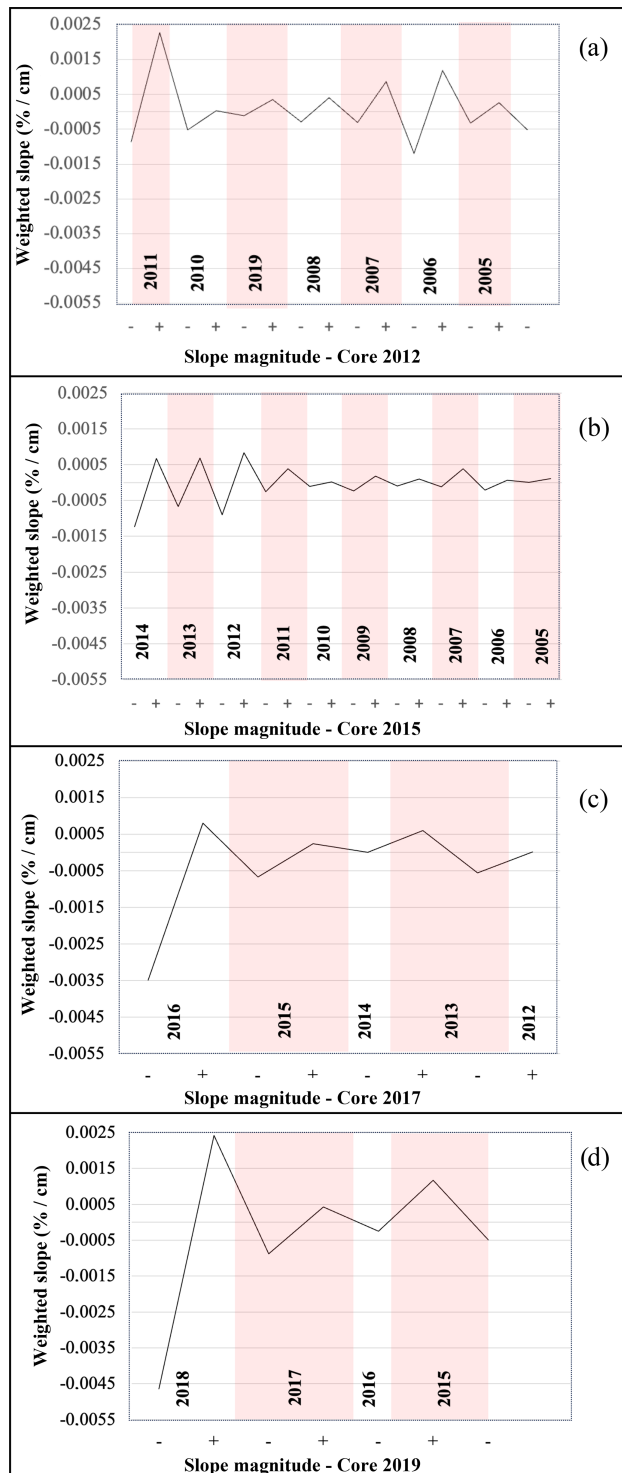 (a)
Weighted slope (% / cm)
0.0025
0.0015
0.0005
-0.0005
-0.0015
-0.0025
-0.0035
-0.0045
-0.0055
2011 2010 2019 2008 2007 2006 2005
- + - + - + - + - + - + - + -
Slope magnitude - Core 2012
(b)
Weighted slope (% / cm)
0.0025
0.0015
0.0005
-0.0005
-0.0015
-0.0025
-0.0035
-0.0045
-0.0055
2014 2013 2012 2011 2010 2009 2008 2007 2006 2005
- + - + - + - + - + - + - + - + - + - +
Slope magnitude - Core 2015
(c)
Weighted slope (% / cm)
0.0025
0.0015
0.0005
-0.0005
-0.0015
-0.0025
-0.0035
-0.0045
-0.0055
2016 2015 2014 2013 2012
- + - + - + - +
Slope magnitude - Core 2017
(d)
Weighted slope (% / cm)
0.0025
0.0015
0.0005
-0.0005
-0.0015
-0.0025
-0.0035
-0.0045
-0.0055
2018 2017 2016 2015
- + - + - + -
Slope magnitude - Core 2019